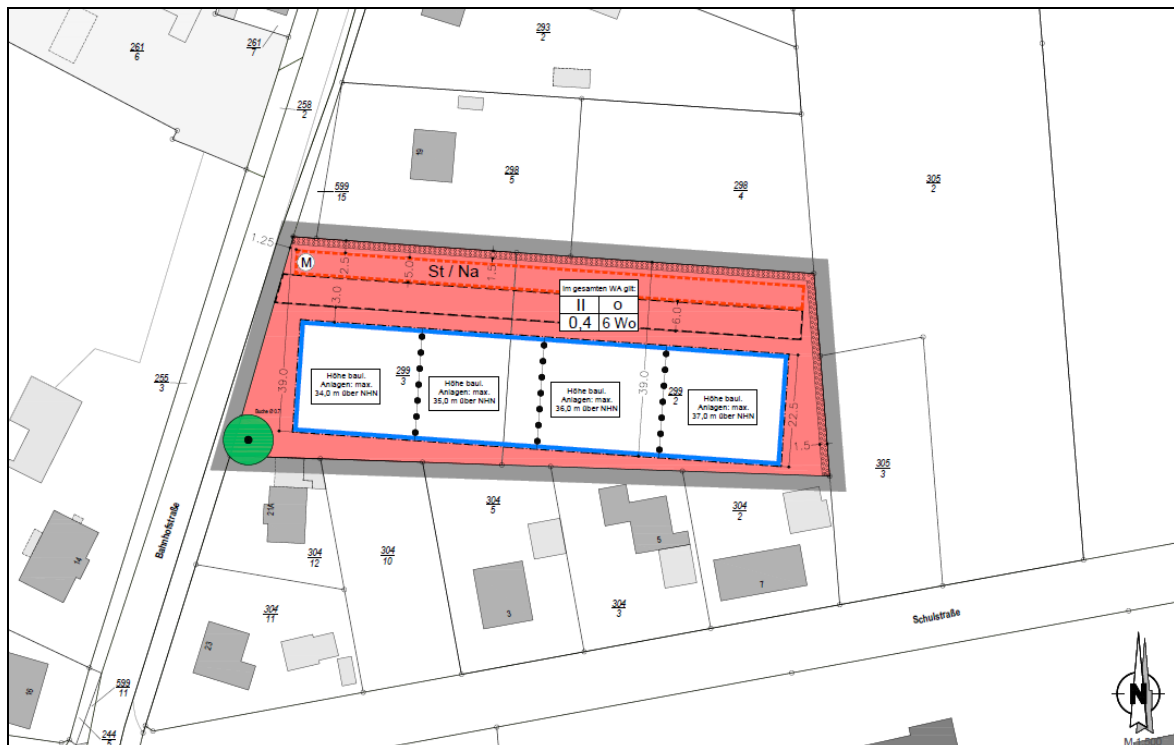 293
2
261
6
261
7
258
2
19
298
5
298
4
305
2
599
15
1.25
M
2.5
5.0
1.5
St / Na
Im gesamten WA gilt:
II o
0,4 6 Wo
3.0
6.0
255
3
39.0
299
3
39.0
299
2
Höhe baul.
Anlagen: max.
34,0 m über NHN
Höhe baul.
Anlagen: max.
35,0 m über NHN
Höhe baul.
Anlagen: max.
36,0 m über NHN
Höhe baul.
Anlagen: max.
37,0 m über NHN
22.5
1.5
305
3
Bahnhofstraße
21A
304
5
304
2
5
14
304
12
304
10
7
3
304
11
304
3
Schulstraße
23
599
11
16
244
5
N